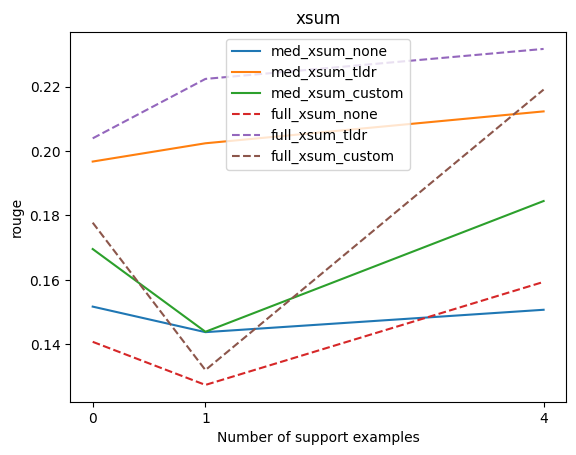 xsum
med_xsum_none
med_xsum_tldr
med_xsum_custom
full_xsum_none
full_xsum_tldr
full_xsum_custom
rouge
0.22
0.20
0.18
0.16
0.14
0
1
4
Number of support examples